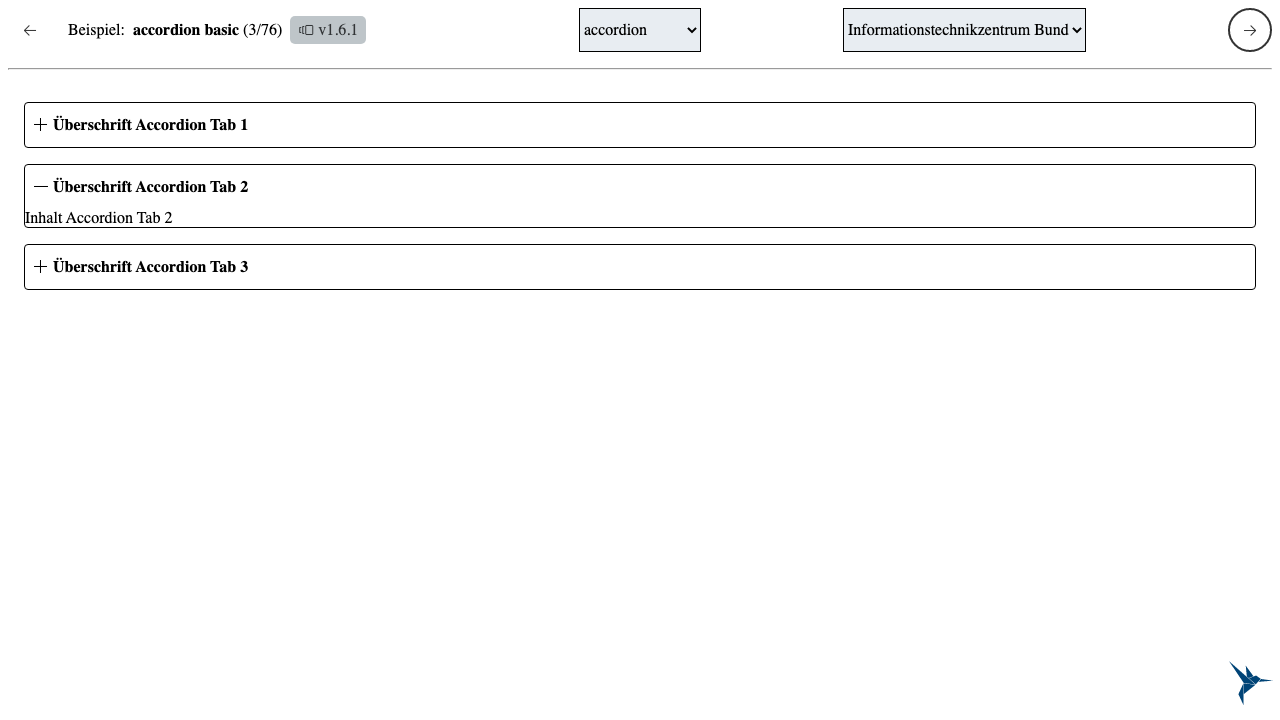 Beispiel: accordion basic (3/76) v1.6.1 accordion Informationstechnikzentrum Bund
Überschrift Accordion Tab 1
Überschrift Accordion Tab 2
Inhalt Accordion Tab 2
Überschrift Accordion Tab 3